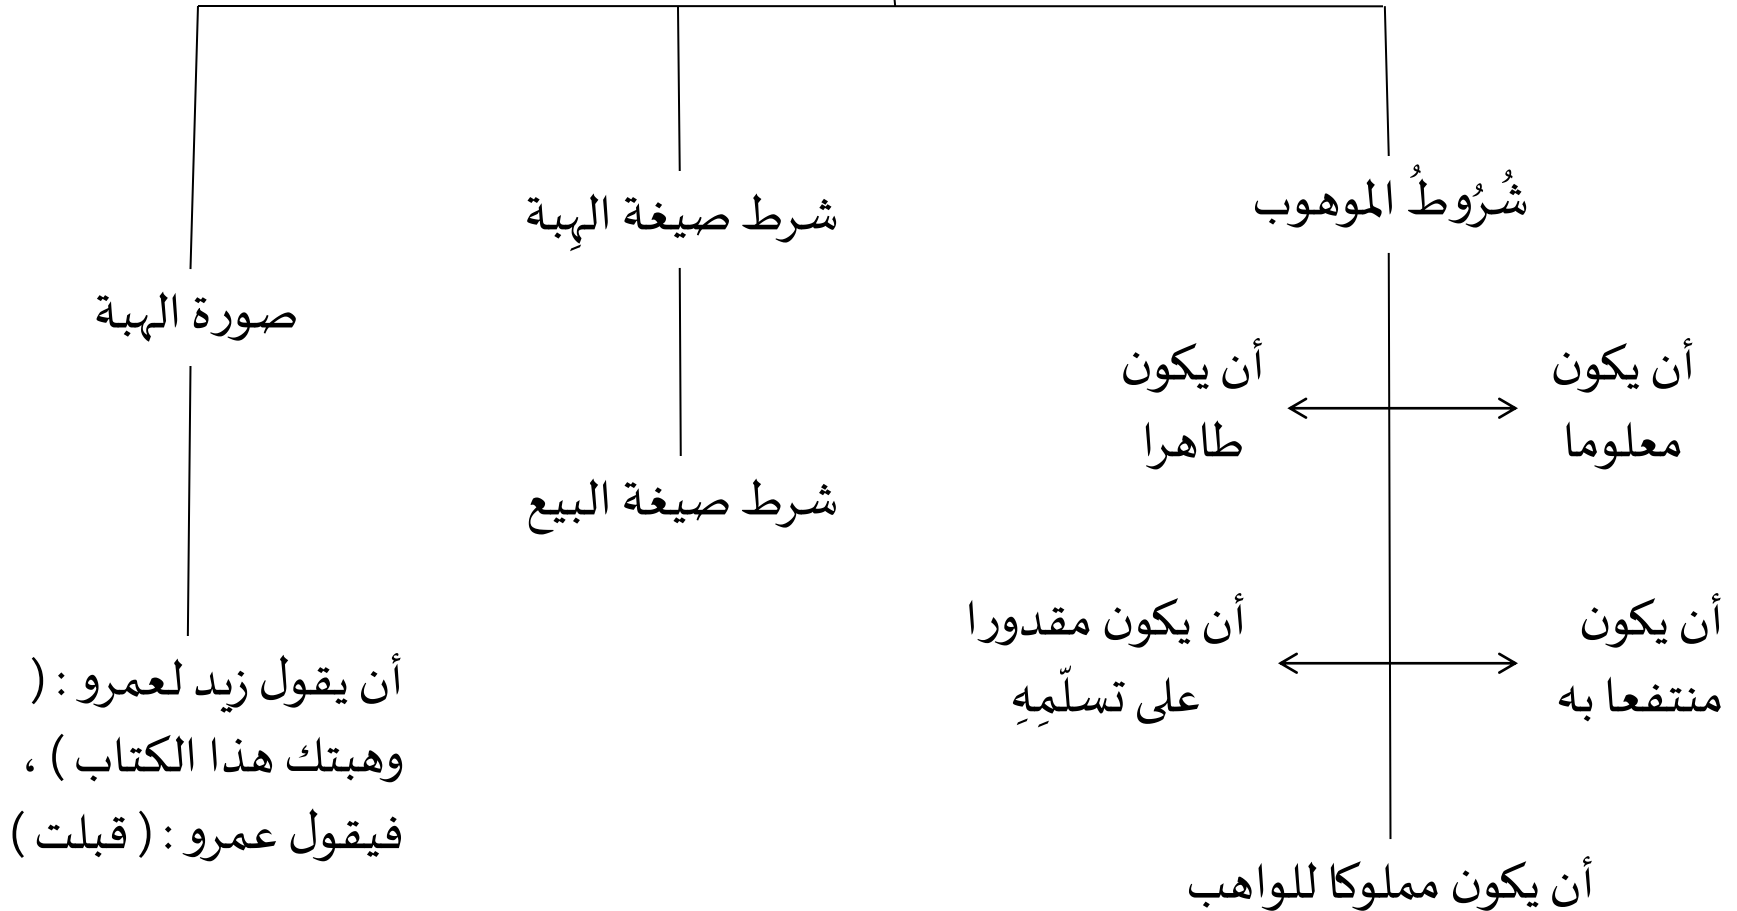 شُرُوطُ الموهوب
أن يكون
معلوما
أن يكون
طاهرا
أن يكون
منتفعا به
أن يكون مقدورا
على تسلّمِهِ
أن يكون مملوكا للواهب
شرط صيغة الهِبة
شرط صيغة البيع
صورة الهبة
أن يقول زيد لعمرو : (
وهبتك هذا الكتاب ) ،
فيقول عمرو : ( قبلت )